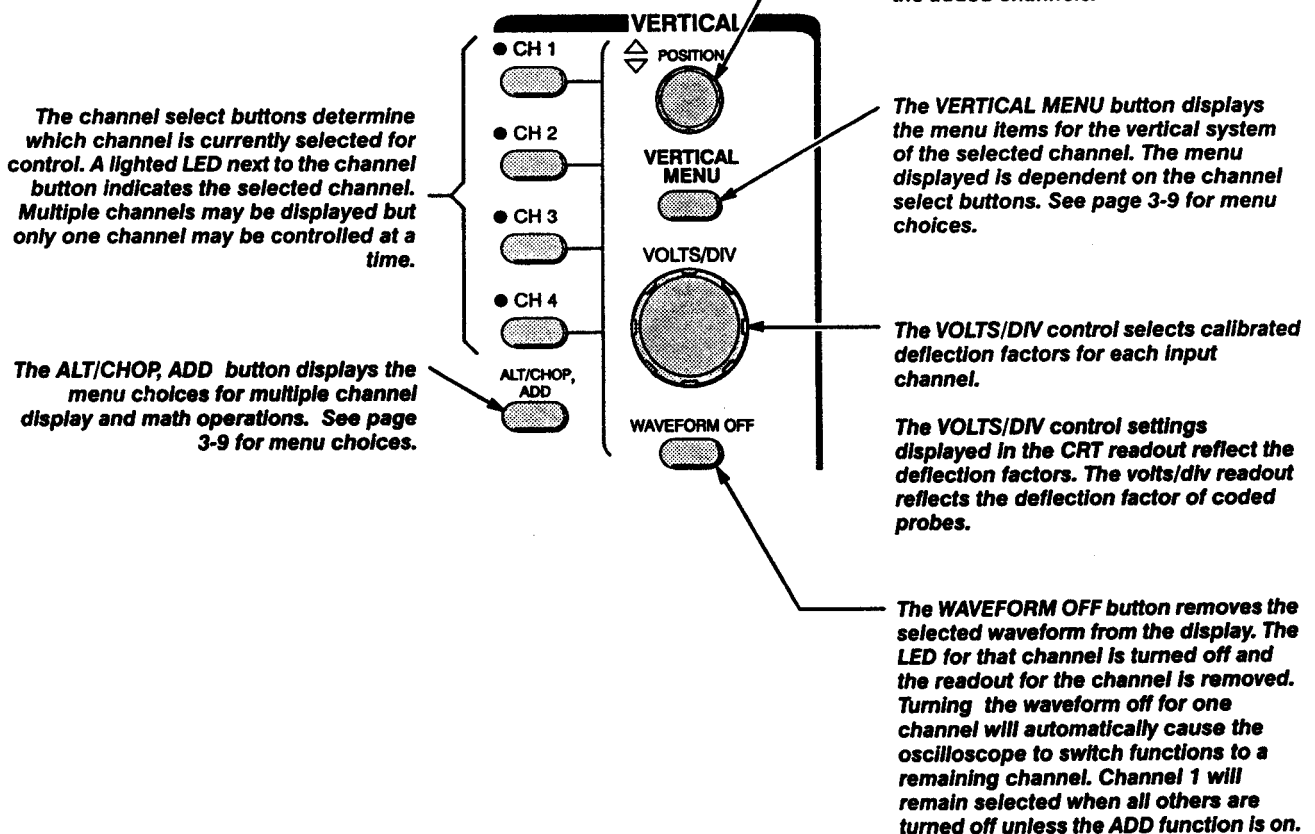 the added channels.
VERTICAL
CH 1
POSITION
The channel select buttons determine
which channel is currently selected for
control. A lighted LED next to the channel
button indicates the selected channel.
Multiple channels may be displayed but
only one channel may be controlled at a
time.
CH 2
VERTICAL
MENU
The VERTICAL MENU button displays
the menu items for the vertical system
of the selected channel. The menu
displayed is dependent on the channel
select buttons. See page 3-9 for menu
choices.
CH 3
VOLTS/DIV
CH 4
The VOLTS/DIV control selects calibrated
deflection factors for each input
channel.
The VOLTS/DIV control settings
displayed in the CRT readout reflect the
deflection factors. The volts/div readout
reflects the deflection factor of coded
probes.
The ALT/CHOP, ADD button displays the
menu choices for multiple channel
display and math operations. See page
3-9 for menu choices.
ALT/CHOP,
ADD
WAVEFORM OFF
The WAVEFORM OFF button removes the
selected waveform from the display. The
LED for that channel is turned off and
the readout for the channel is removed.
Turning the waveform off for one
channel will automatically cause the
oscilloscope to switch functions to a
remaining channel. Channel 1 will
remain selected when all others are
turned off unless the ADD function is on.